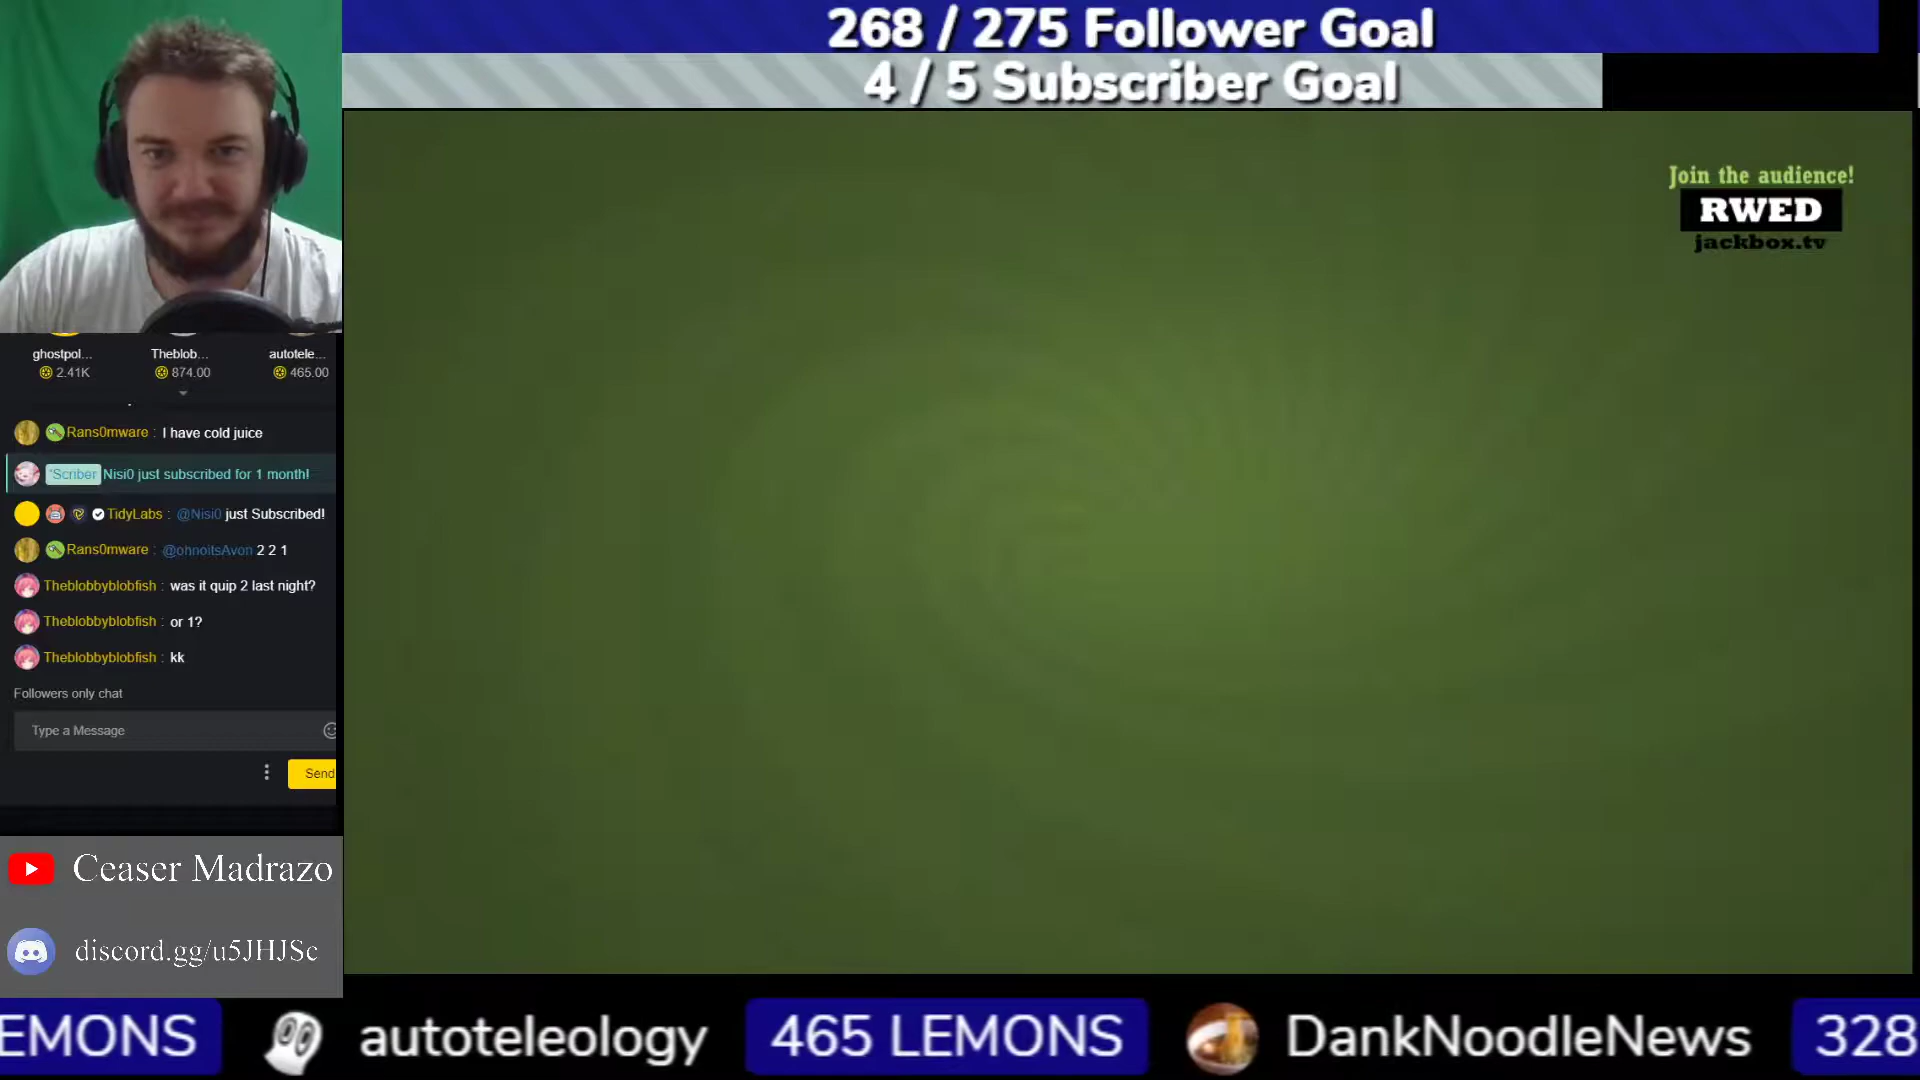 268 / 275 Follower Goal
4 / 5 Subscriber Goal
Join the audience!
RWED
jackbox.tv
ghostpol... Theblob... autotele...
2.41K 874.00 465.00
Rans0mware : I have cold juice
"Scriber Nisi0 just subscribed for 1 month!
TidyLabs : @Nisi0 just Subscribed!
Rans0mware : @ohnoitsAvon 2 2 1
Theblobbyblobfish : was it quip 2 last night?
Theblobbyblobfish : or 1?
Theblobbyblobfish : kk
Followers only chat
Type a Message
Send
Ceaser Madrazo
discord.gg/u5JHJSc
EMONS autoteleology 465 LEMONS DankNoodleNews 328